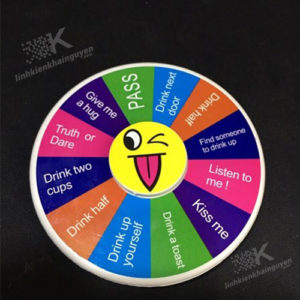 K
linhkienkhainguyen
PASS
Drink next
door
Drink half
Find someone
to drink up
Listen to
me !
Kiss me
Drink a toast
Drink up
yourself
Drink half
Drink two
cups
Truth or
Dare
Give me
a hug
K
linhkienkhainguyen